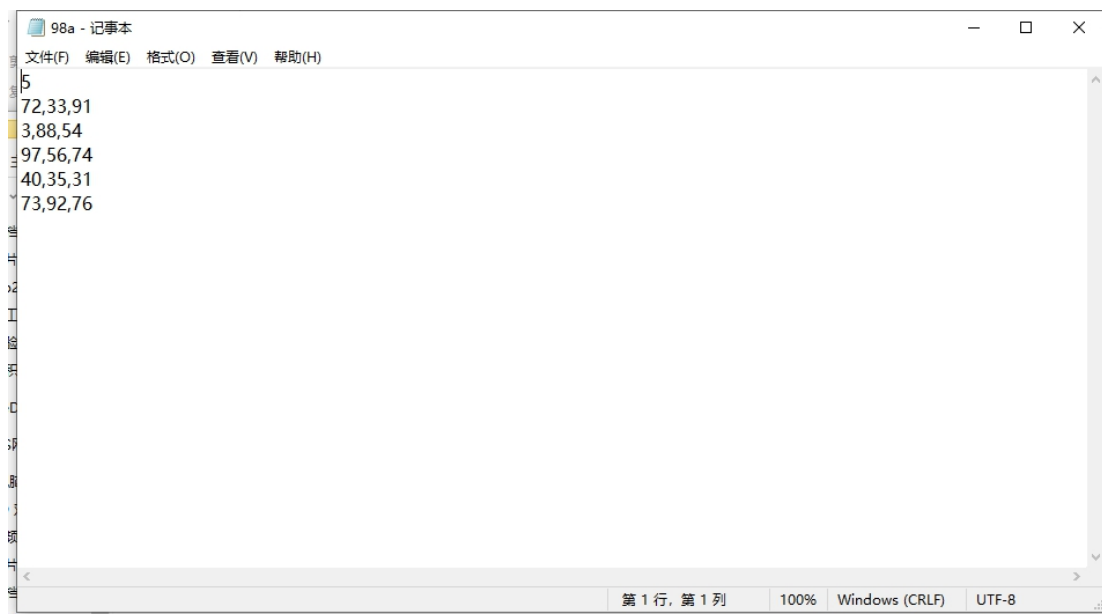 98a - 记事本
文件(F) 编辑(E) 格式(O) 查看(V) 帮助(H)
5
72,33,91
3,88,54
97,56,74
40,35,31
73,92,76
第 1 行，第 1 列 100% Windows (CRLF) UTF-8